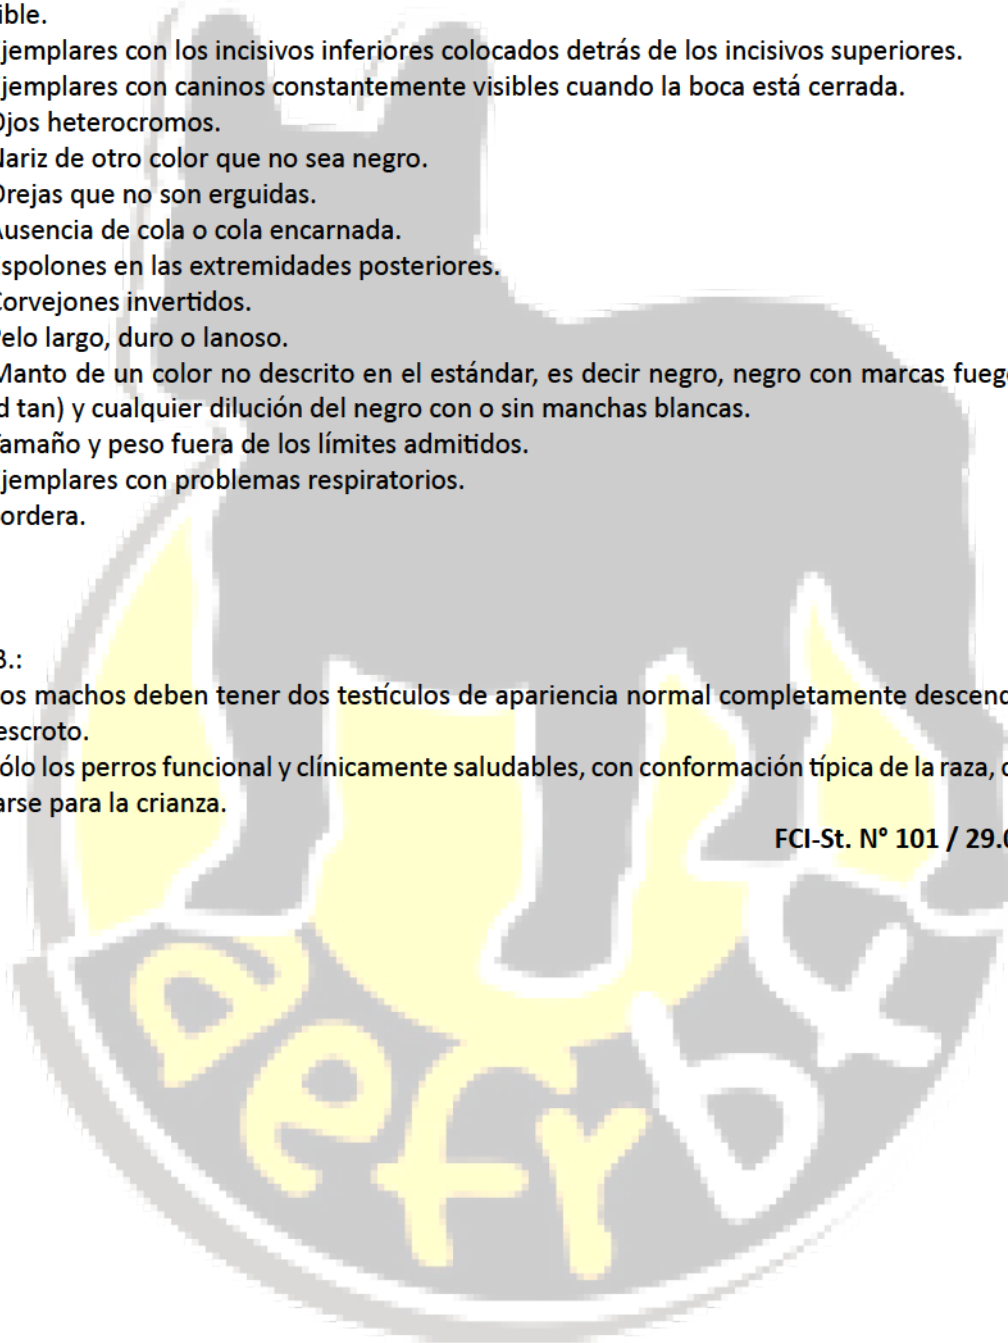 ible.
jemplares con los incisivos inferiores colocados detrás de los incisivos superiores.
jemplares con caninos constantemente visibles cuando la boca está cerrada.
Ojos heterocromos.
Nariz de otro color que no sea negro.
Orejas que no son erguidas.
Ausencia de cola o cola encarnada.
spolones en las extremidades posteriores.
Corvejones invertidos.
Pelo largo, duro o lanoso.
Manto de un color no descrito en el estándar, es decir negro, negro con marcas fueg
d tan) y cualquier dilución del negro con o sin manchas blancas.
Tamaño y peso fuera de los límites admitidos.
jemplares con problemas respiratorios.
ordera.
B.:
os machos deben tener dos testículos de apariencia normal completamente descend
escroto.
ólo los perros funcional y clínicamente saludables, con conformación típica de la raza,
arse para la crianza.
FCI-St. Nº 101 / 29.0
aefrbf